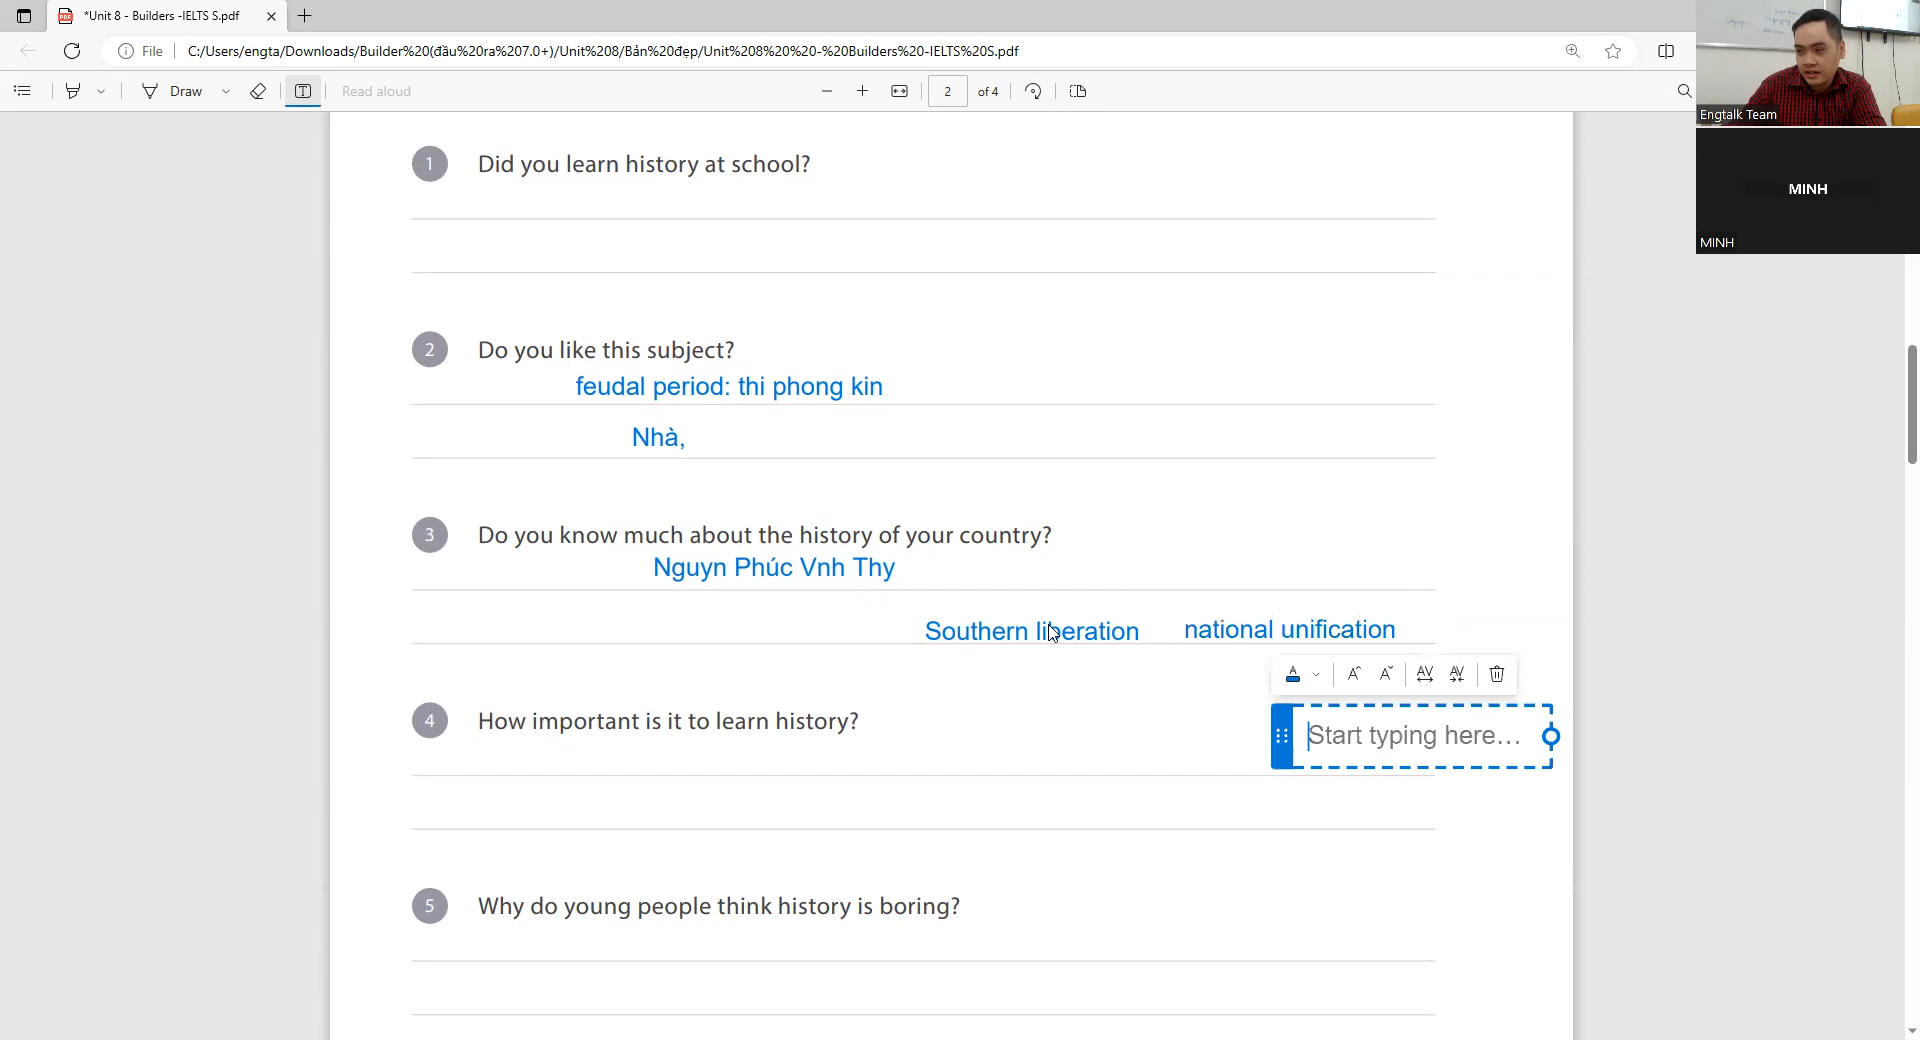 *Unit 8 - Builders -IELTS S.pdf
File
C:/Users/engta/Downloads/Builder%20(đầu%20ra%207.0+)/Unit%208/Bản%20đẹp/Unit%208%20%20-%20Builders%20-IELTS%20S.pdf
Draw
Read aloud
2
of 4
Engtalk Team
MINH
MINH
1 Did you learn history at school?
2 Do you like this subject?
feudal period: thi phong kin
Nhà,
3 Do you know much about the history of your country?
Nguyn Phúc Vnh Thy
Southern liberation national unification
4 How important is it to learn history?
Start typing here...
5 Why do young people think history is boring?